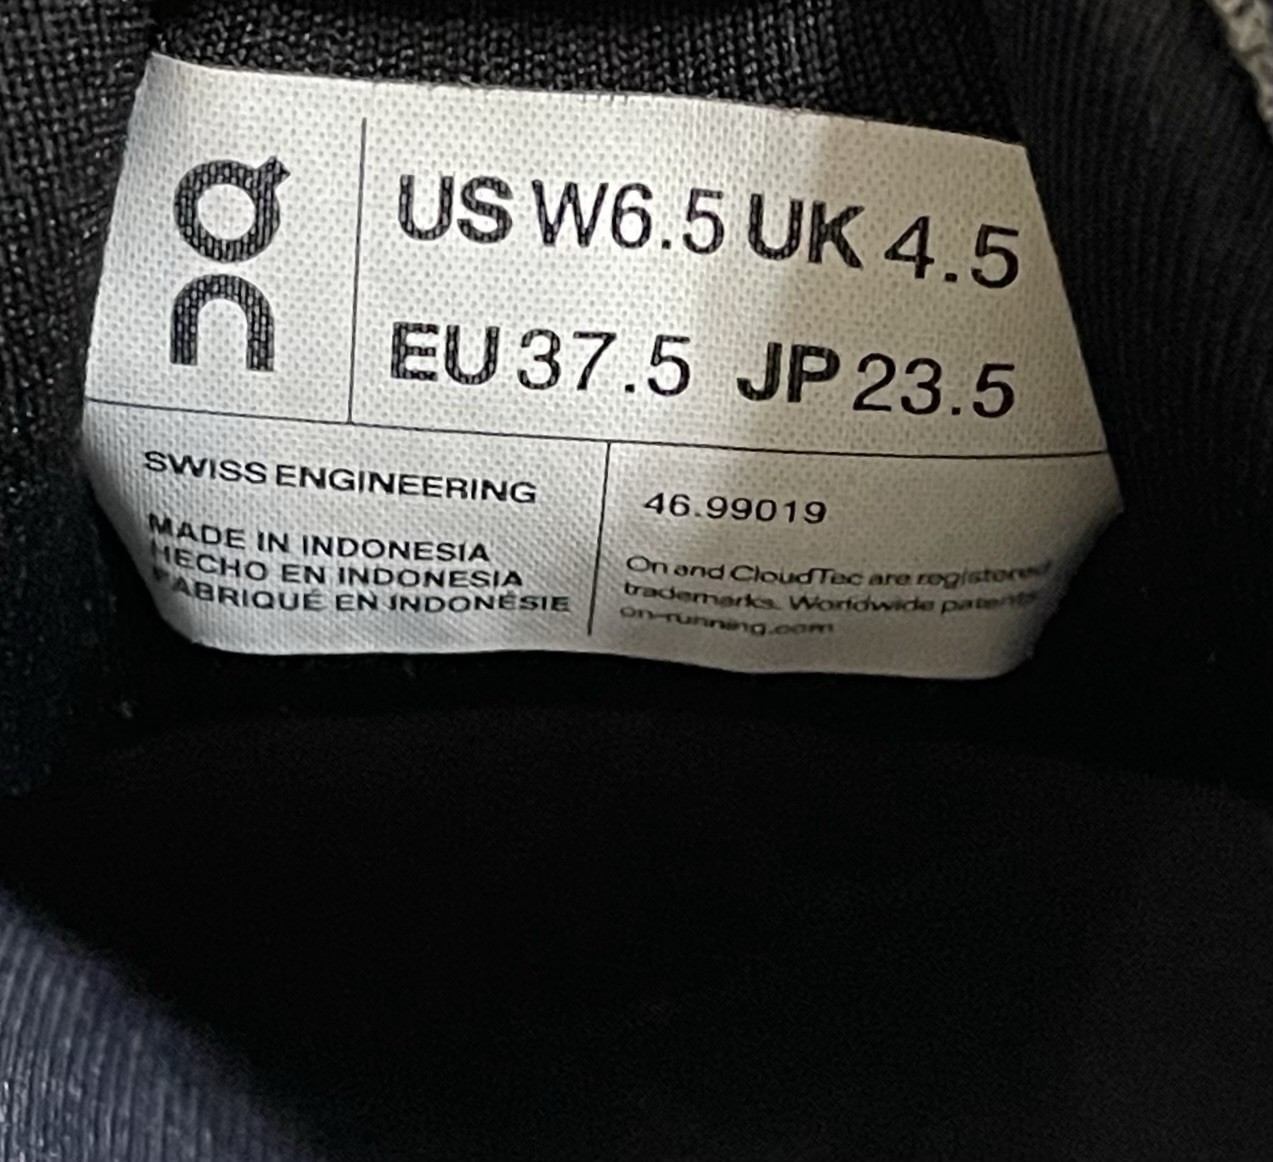 On
US W6.5 UK 4.5
EU 37.5 JP 23.5
SWISS ENGINEERING
MADE IN INDONESIA
HECHO EN INDONESIA
FABRIQUÉ EN INDONÉSIE
46.99019
On and CloudTec are registered
trademarks. Worldwide patents
on-running.com